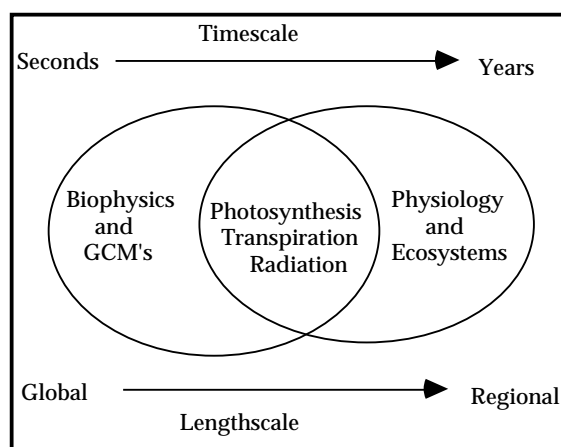 Timescale
Seconds
Years
Biophysics
and
GCM's
Photosynthesis
Transpiration
Radiation
Physiology
and
Ecosystems
Global
Regional
Lengthscale